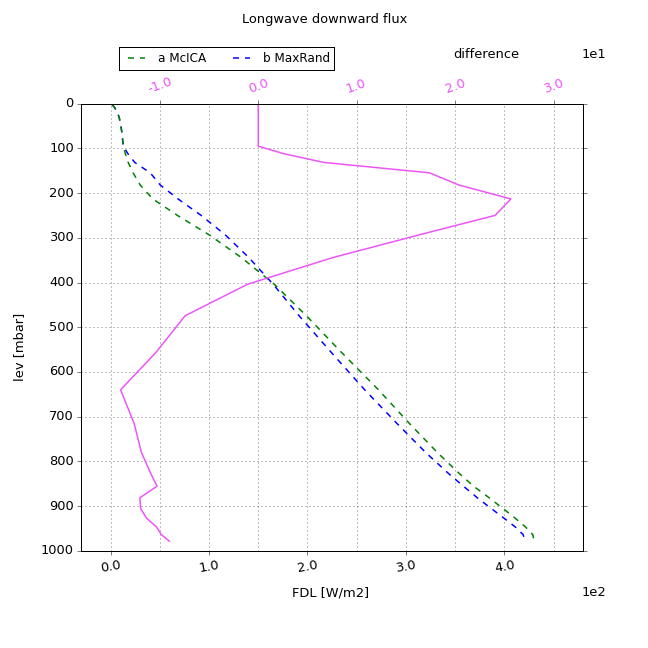 Longwave downward flux
a McICA b MaxRand
difference 1e1
-1.0 0.0 1.0 2.0 3.0
0
100
200
300
400
500
600
700
800
900
1000
lev [mbar]
0.0 1.0 2.0 3.0 4.0
FDL [W/m2] 1e2